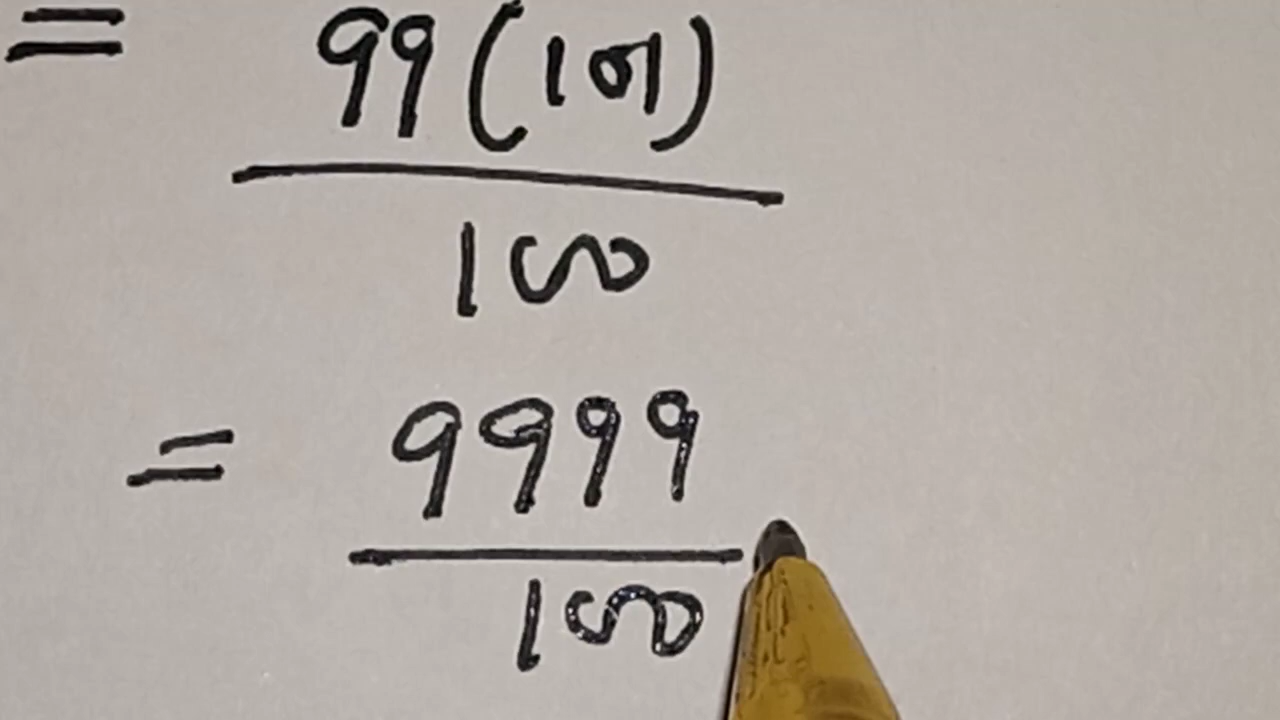 = 99(101)
100
= 9999
100